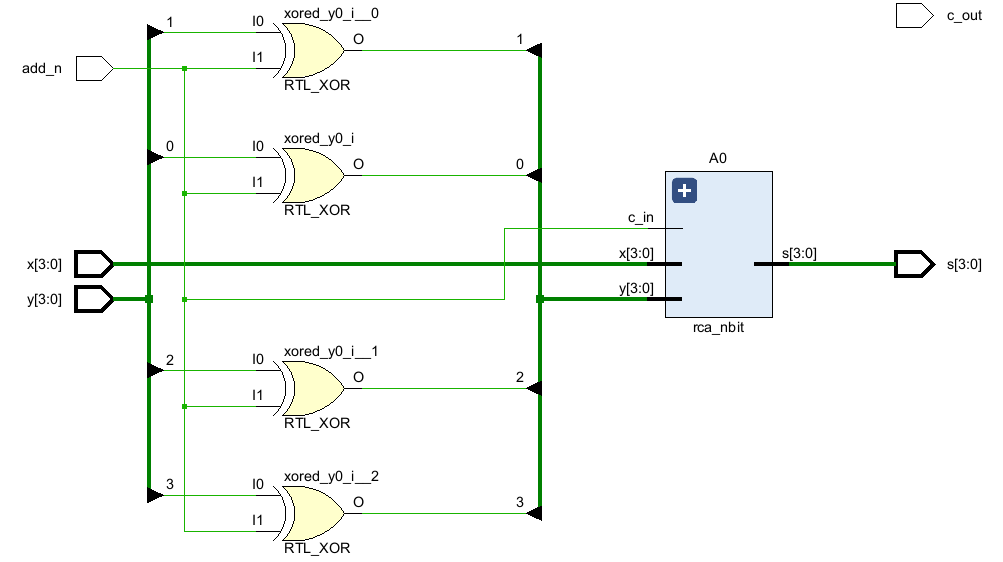 xored_y0_i__0
c_out
1
I0
O
1
add_n
I1
RTL_XOR
xored_y0_i
0
I0
O
0
I1
RTL_XOR
A0
c_in
x[3:0]
x[3:0]
s[3:0]
s[3:0]
y[3:0]
y[3:0]
rca_nbit
xored_y0_i__1
2
I0
O
2
I1
RTL_XOR
xored_y0_i__2
3
I0
O
3
I1
RTL_XOR